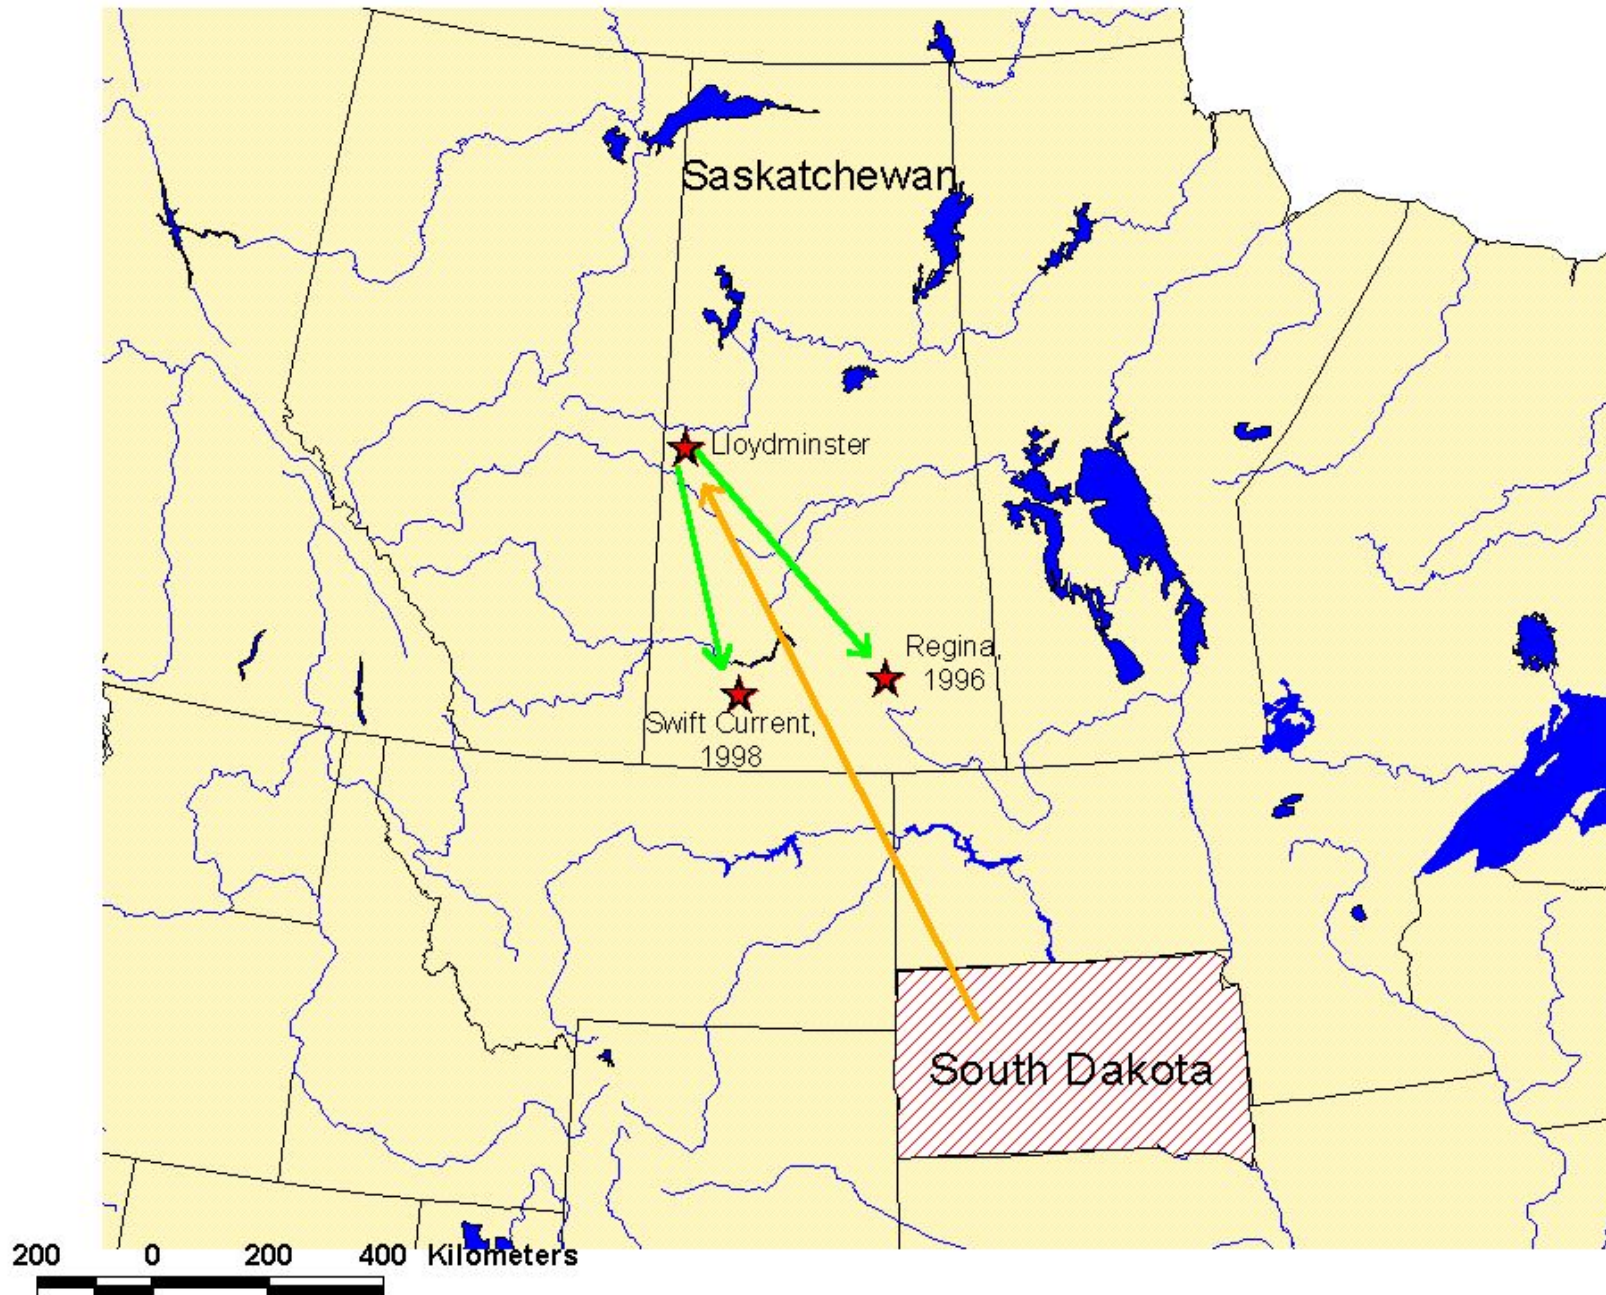 Saskatchewan
Lloydminster
Regina,
1996
Swift Current,
1998
South Dakota
200 0 200 400 Kilometers